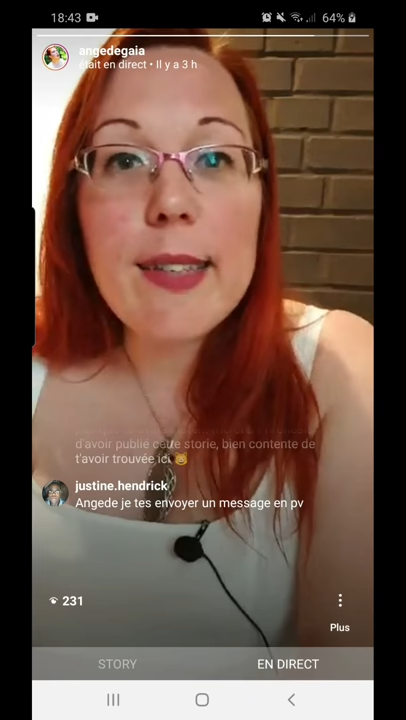 18:43
64%
angedegaia
était en direct • Il y a 3 h
d'avoir publié cette storie, bien contente de
t'avoir trouvée ici
justine.hendrick
Angede je tes envoyer un message en pv
231
Plus
STORY
EN DIRECT